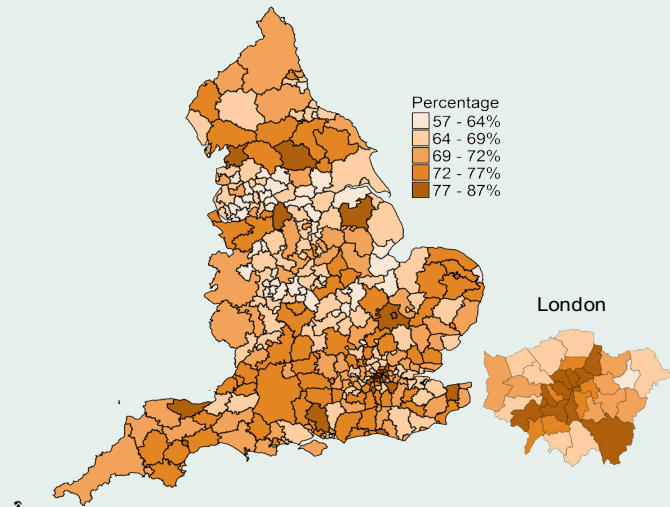 Percentage
57 - 64%
64 - 69%
69 - 72%
72 - 77%
77 - 87%
London